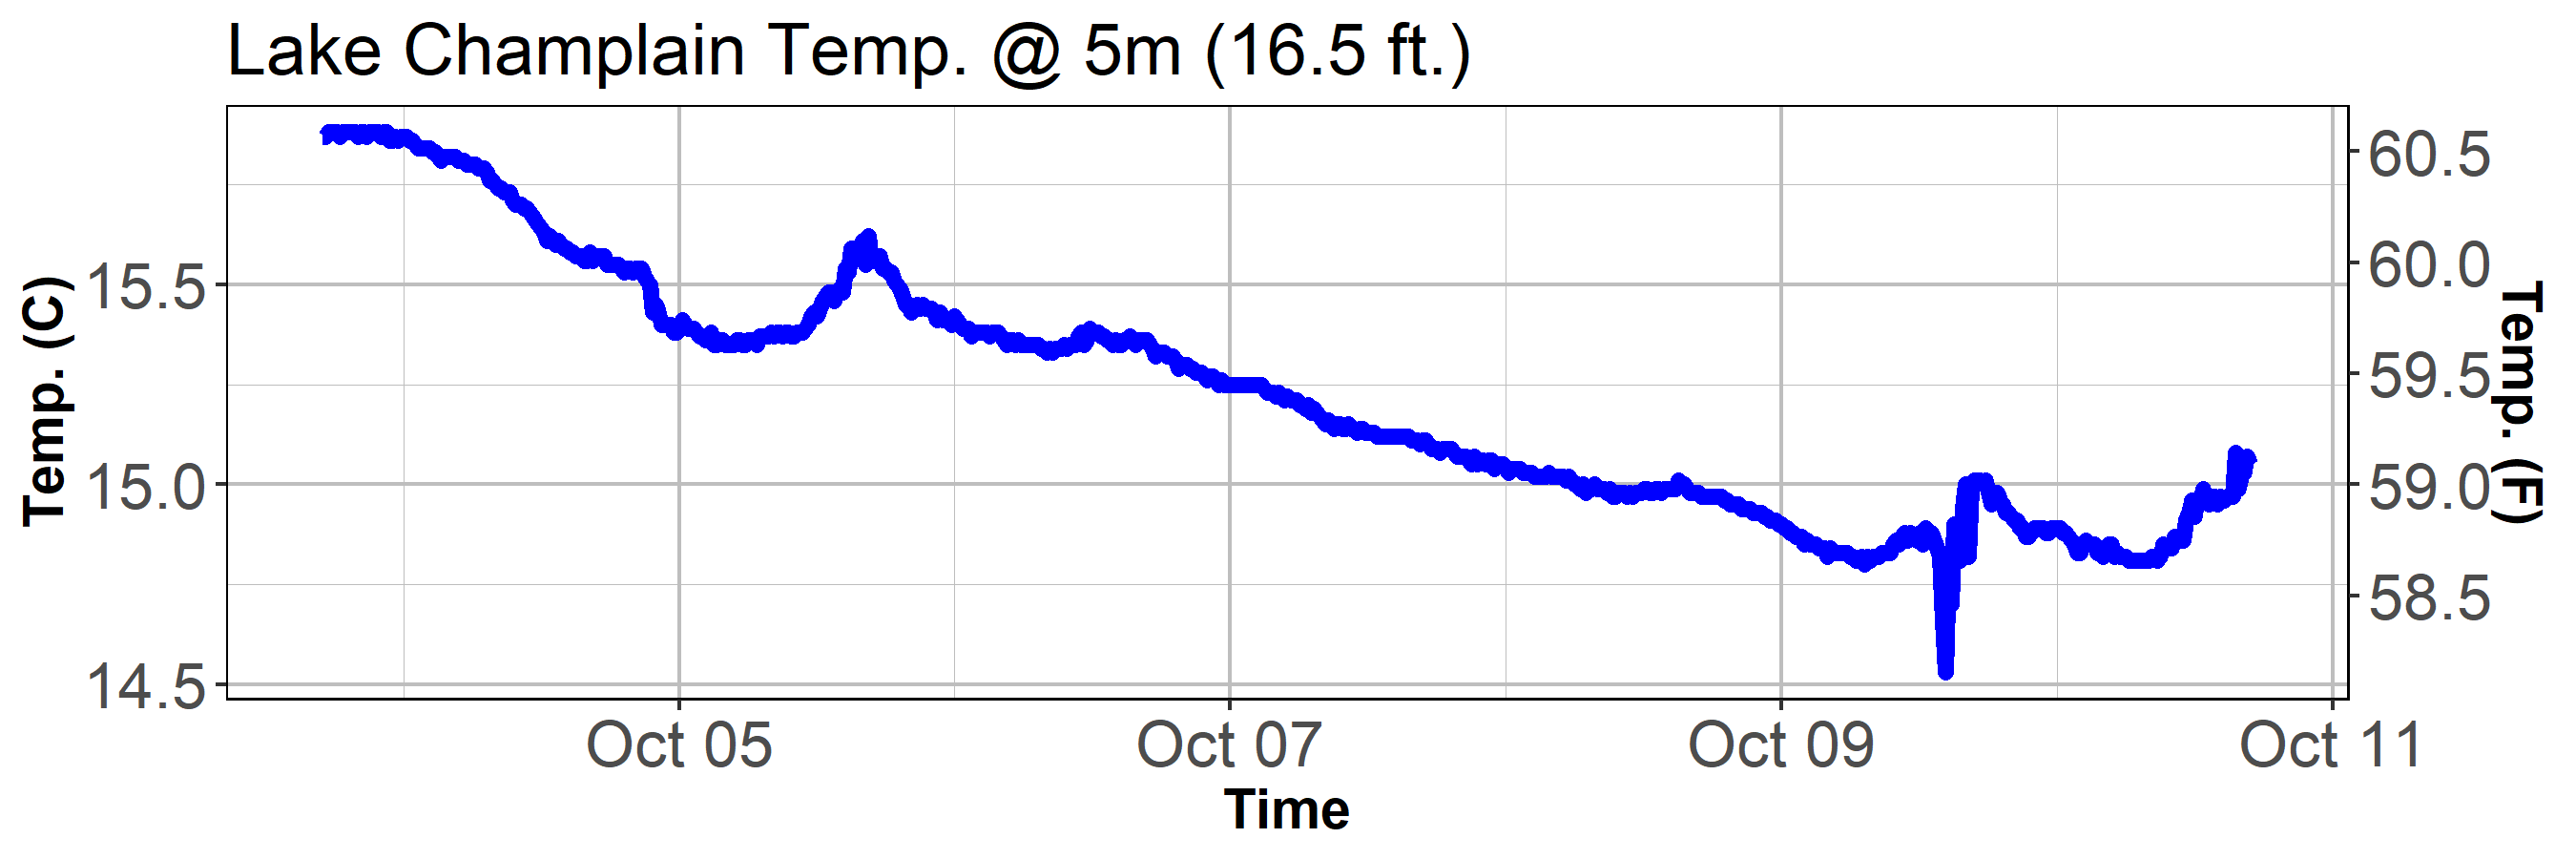 Lake Champlain Temp. @ 5m (16.5 ft.)
Temp. (C)
15.5
15.0
14.5
60.5
60.0
59.5
59.0
58.5
Temp. (F)
Oct 05
Oct 07
Oct 09
Oct 11
Time